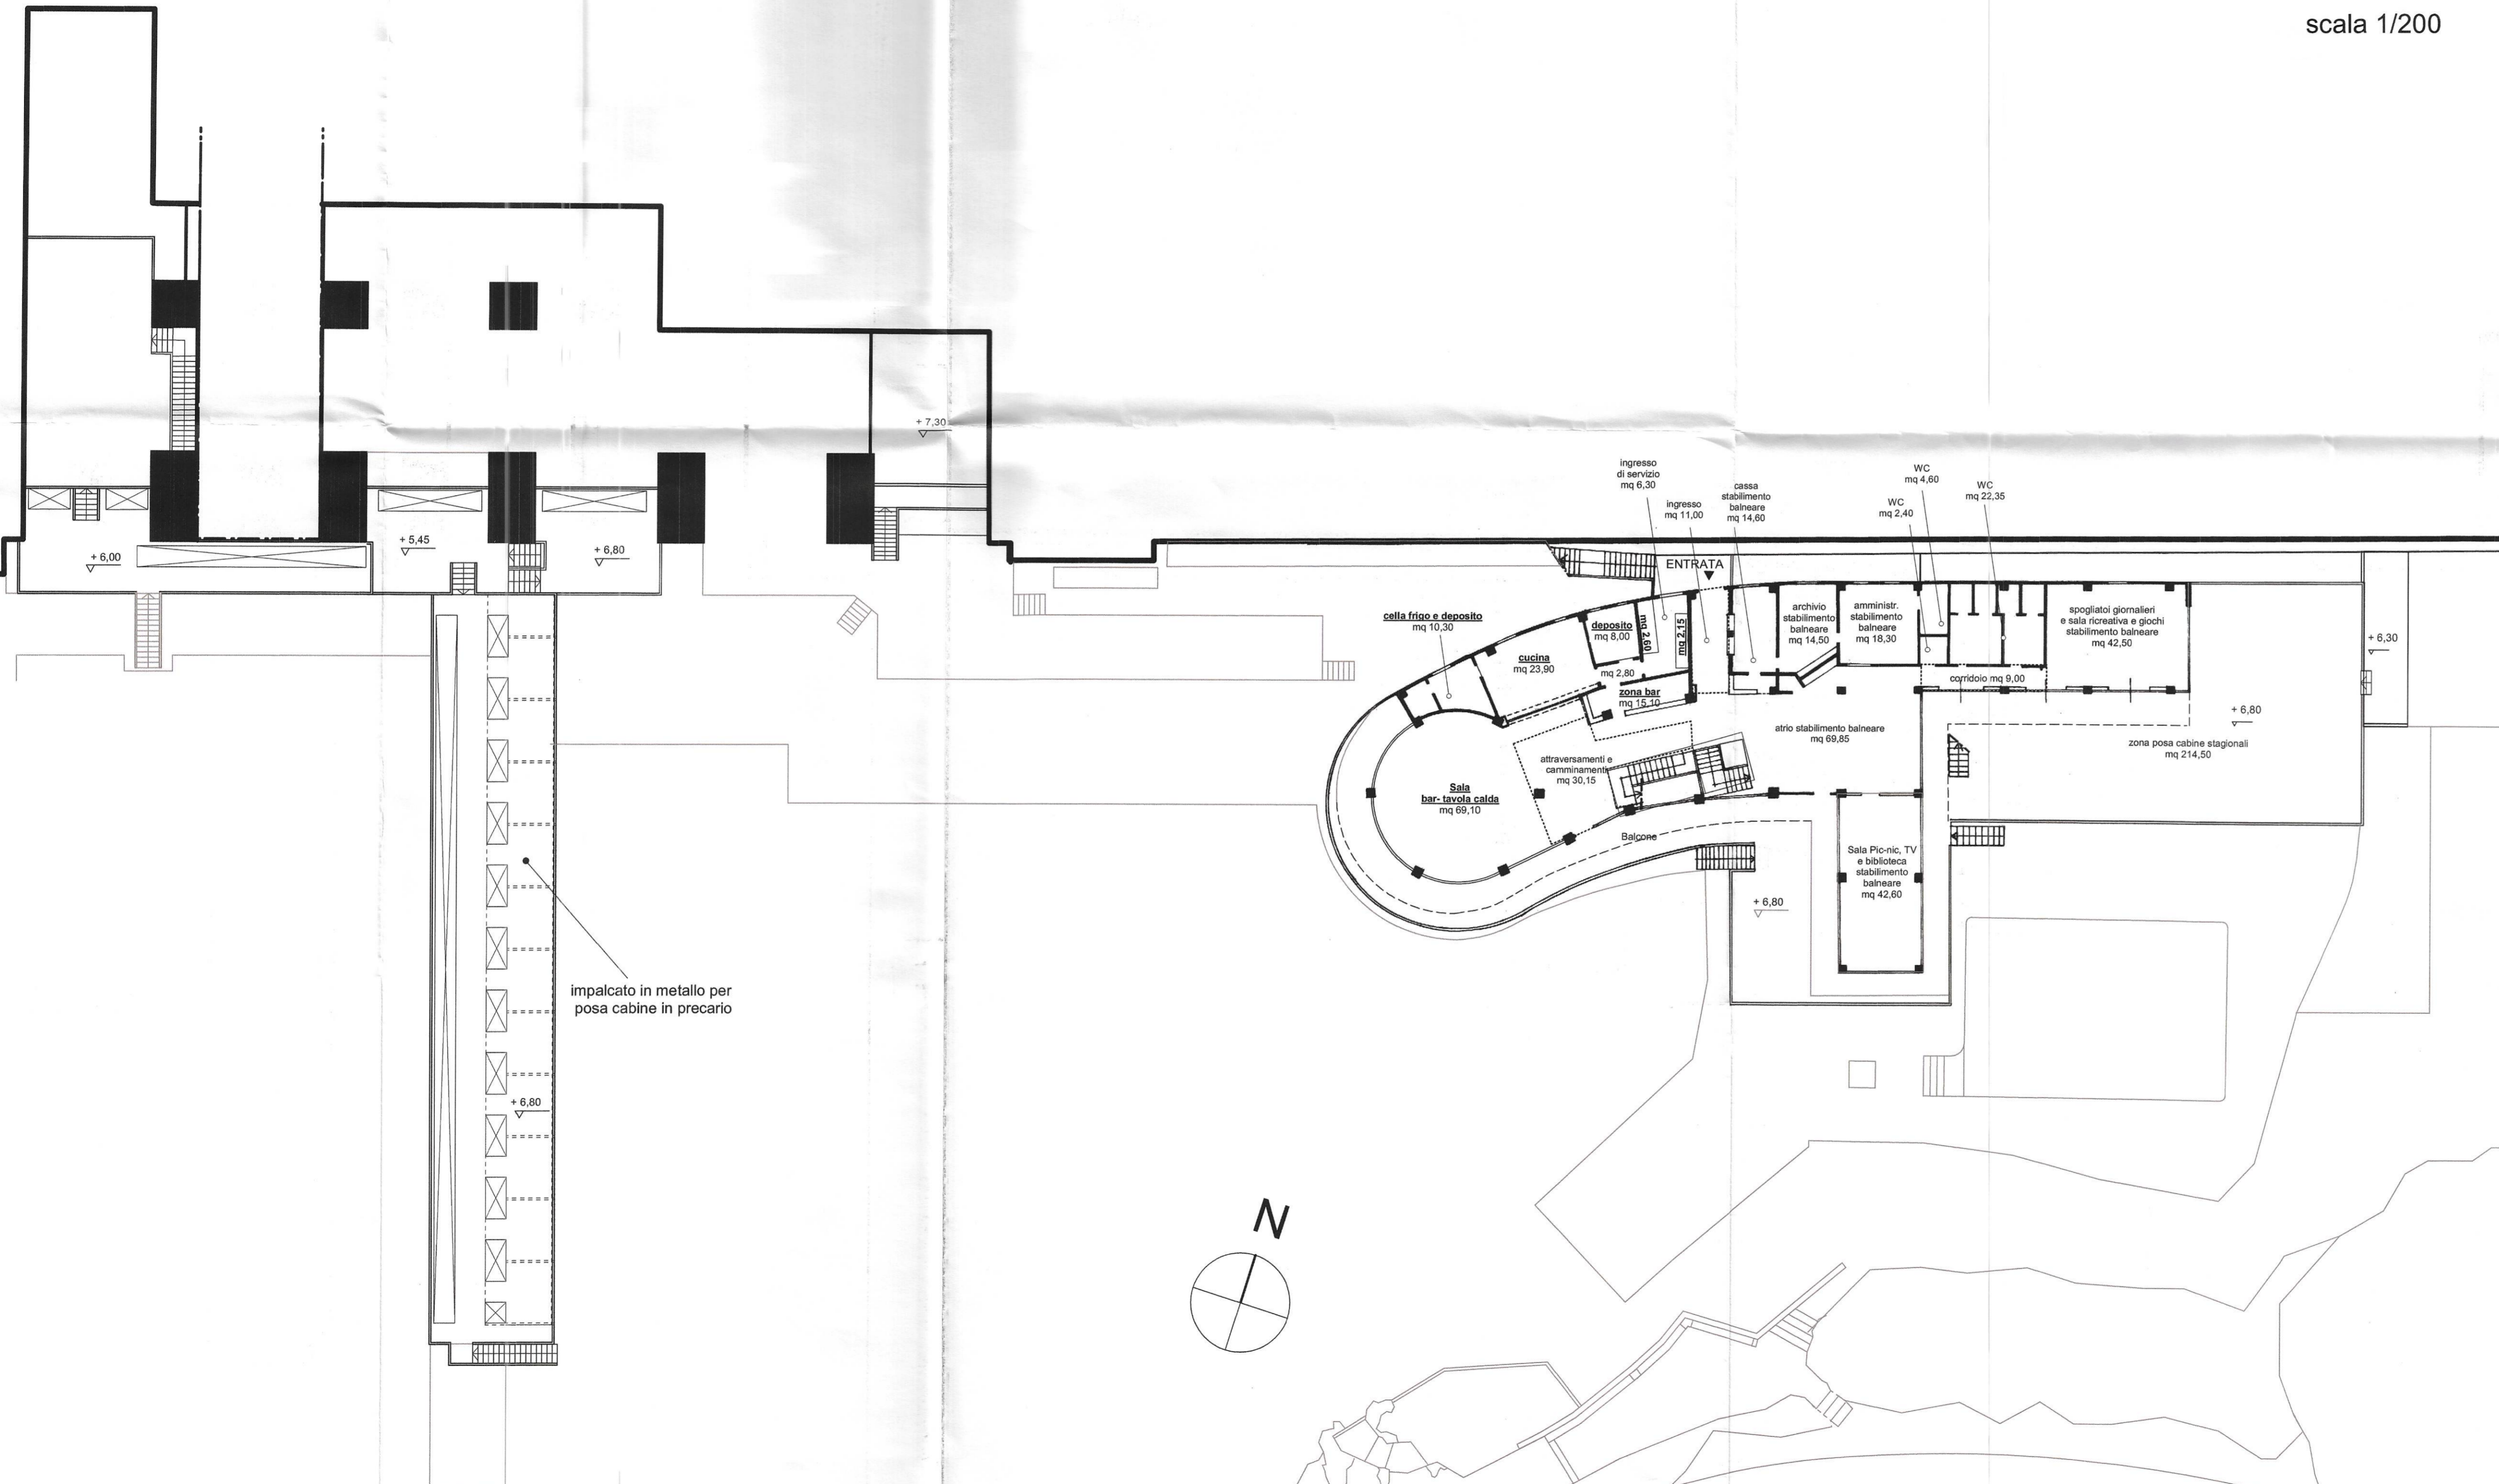 scala 1/200
+ 7,30
+ 6,00
+ 5,45
+ 6,80
ingresso
di servizio
mq 6,30
ingresso
mq 11,00
cassa
stabilimento
balneare
mq 14,60
WC
mq 2,40
WC
mq 4,60
WC
mq 22,35
ENTRATA
cella frigo e deposito
mq 10,30
cucina
mq 23,90
deposito
mq 8,00
mq 2,60
mq 2,15
mq 2,80
zona bar
mq 15,10
archivio
stabilimento
balneare
mq 14,50
amministr.
stabilimento
balneare
mq 18,30
spogliatoi giornalieri
e sala ricreativa e giochi
stabilimento balneare
mq 42,50
+ 6,30
corridoio mq 9,00
+ 6,80
zona posa cabine stagionali
mq 214,50
atrio stabilimento balneare
mq 69,85
attraversamenti e
camminamenti
mq 30,15
Sala
bar- tavola calda
mq 69,10
Balcone
Sala Pic-nic, TV
e biblioteca
stabilimento
balneare
mq 42,60
+ 6,80
impalcato in metallo per
posa cabine in precario
+ 6,80
N